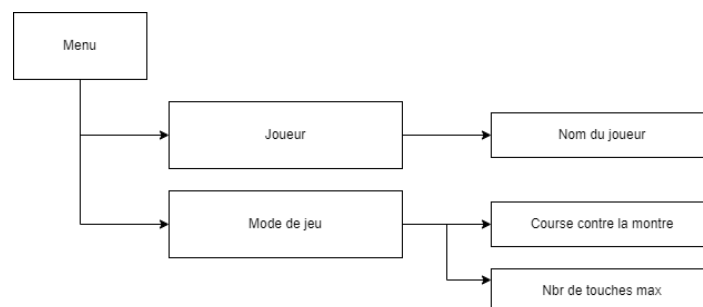 Menu
Joueur
Nom du joueur
Mode de jeu
Course contre la montre
Nbr de touches max